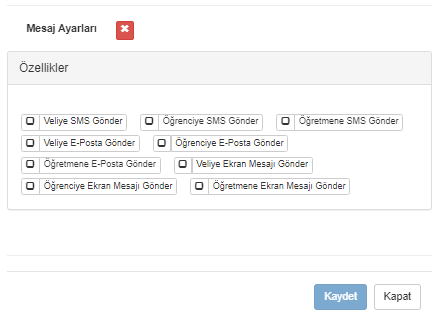 Mesaj Ayarları
Özellikler
Veliye SMS Gönder Öğrenciye SMS Gönder Öğretmene SMS Gönder
Veliye E-Posta Gönder Öğrenciye E-Posta Gönder
Öğretmene E-Posta Gönder Veliye Ekran Mesajı Gönder
Öğrenciye Ekran Mesajı Gönder Öğretmene Ekran Mesajı Gönder
Kaydet Kapat